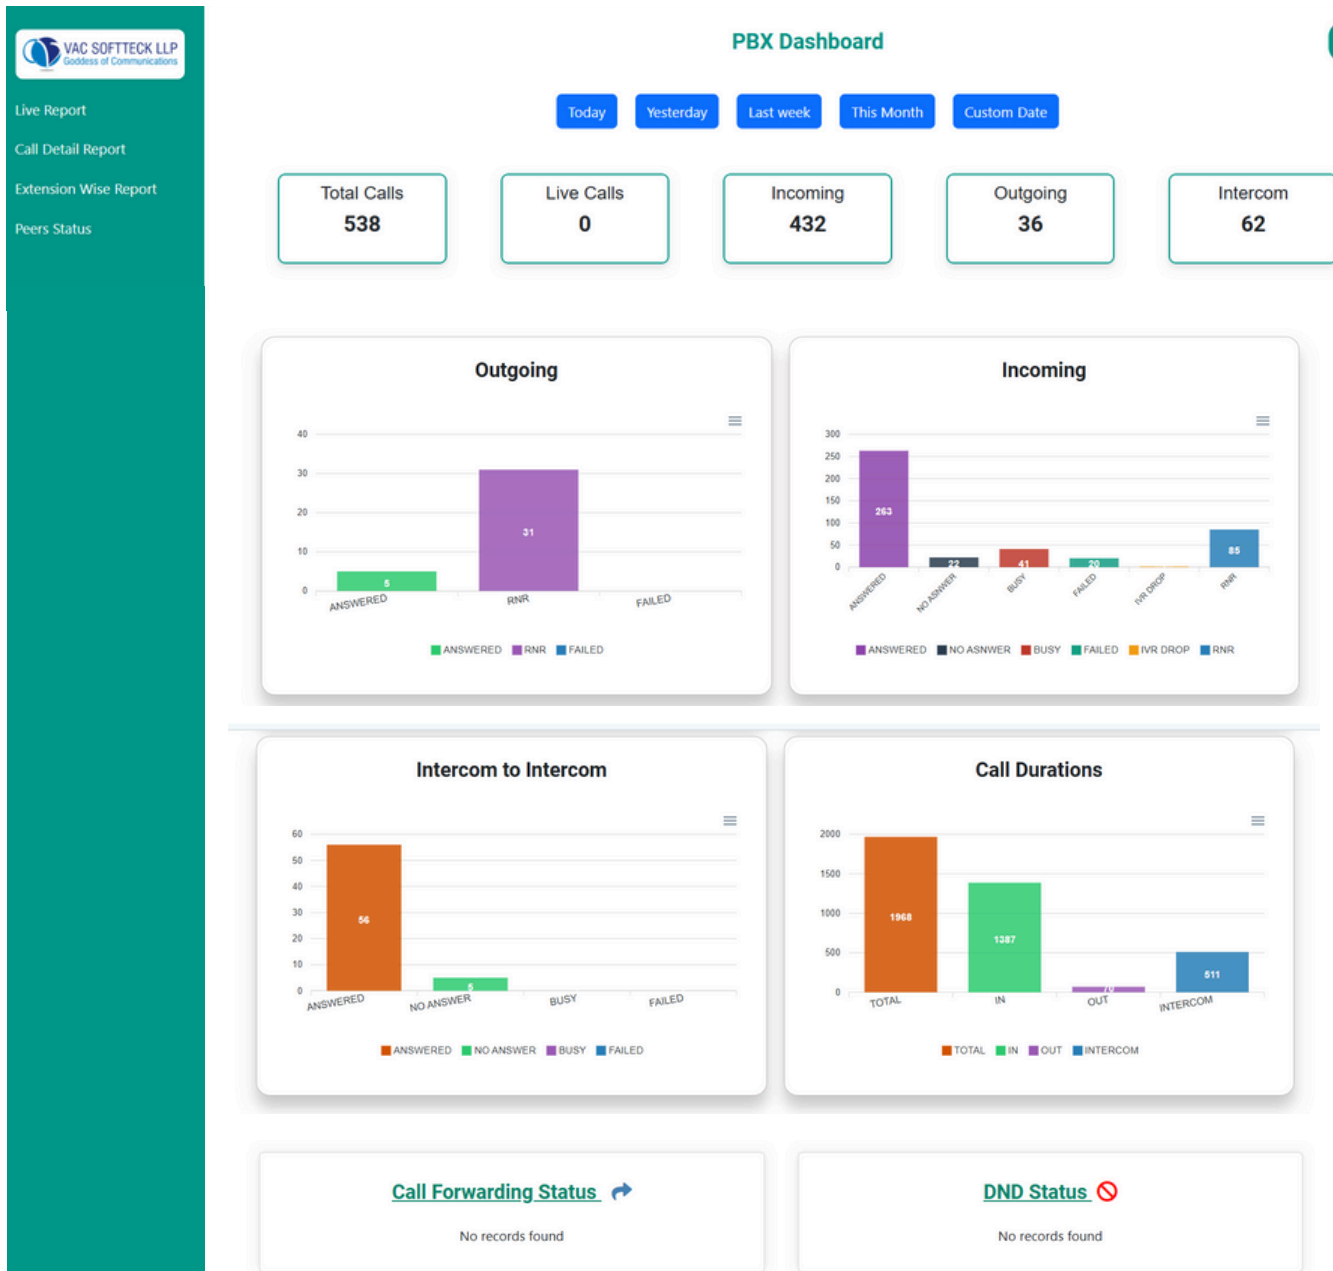 VAC SOFTTECK LLP
Goddess of Communications
Live Report
Call Detail Report
Extension Wise Report
Peers Status
PBX Dashboard
Today Yesterday Last week This Month Custom Date
Total Calls
538
Live Calls
0
Incoming
432
Outgoing
36
Intercom
62
Outgoing
40
30
20
10
0
5
31
ANSWERED RNR FAILED
ANSWERED RNR FAILED
Incoming
300
250
200
150
100
50
0
263
22
41
20
85
ANSWERED NO ASNWER BUSY FAILED IVR DROP RNR
ANSWERED NO ASNWER BUSY FAILED IVR DROP RNR
Intercom to Intercom
60
50
40
30
20
10
0
56
5
ANSWERED NO ANSWER BUSY FAILED
ANSWERED NO ANSWER BUSY FAILED
Call Durations
2000
1500
1000
500
0
1968
1387
70
511
TOTAL IN OUT INTERCOM
TOTAL IN OUT INTERCOM
Call Forwarding Status
No records found
DND Status
No records found